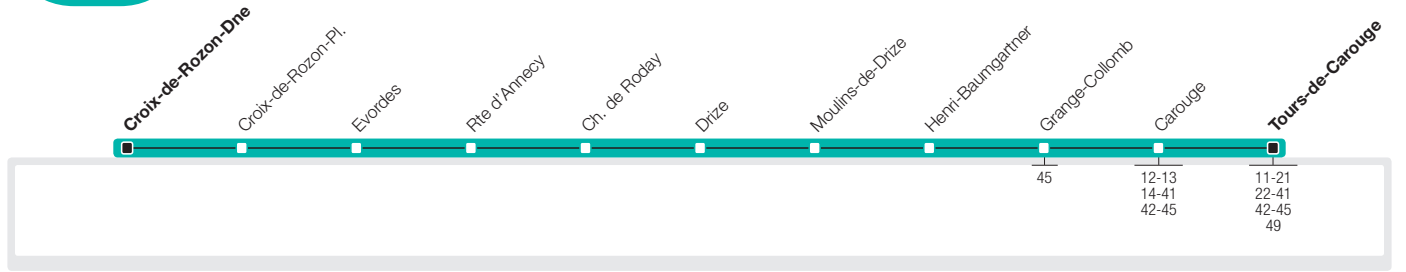 Croix-de-Rozon-Dne
Croix-de-Rozon-Pl.
Evordes
Rte d'Annecy
Ch. de Roday
Drize
Moulins-de-Drize
Henri-Baumgartner
Grange-Collomb
Carouge
Tours-de-Carouge
45
12-13
14-41
42-45
11-21
22-41
42-45
49